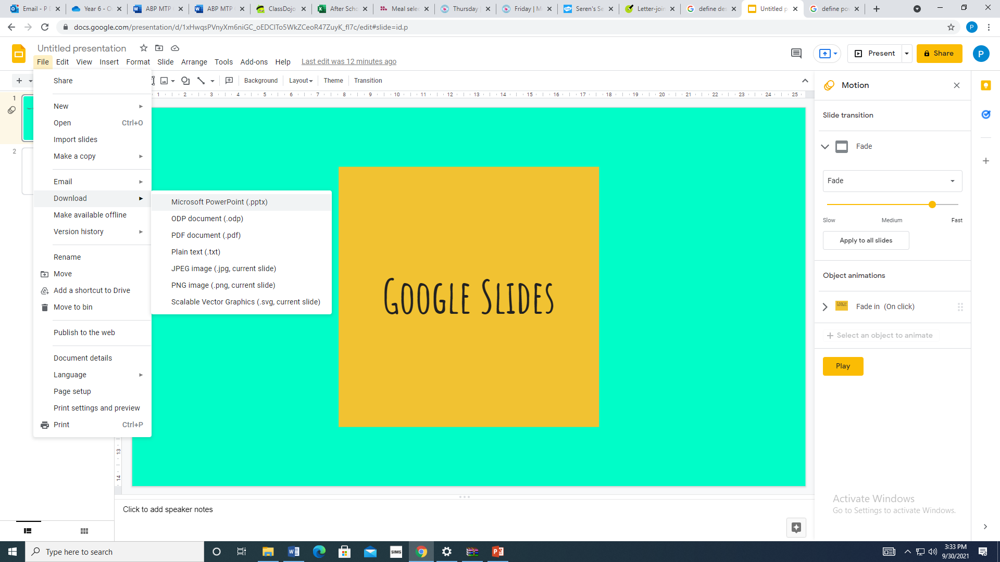 Email - P D
Year 6 - O
ABP MTP
ABP MTP
ClassDojo
After Scho
Meal selec
Thursday
Friday | M
Seren's Se
Letter-join
define des
Untitled p
define po
docs.google.com/presentation/d/1xHwqsPVnyXm6niGC_oEDClTo5WkZCeoR47ZuyK_fI7c/edit#slide=id.p
P
Untitled presentation
File Edit View Insert Format Slide Arrange Tools Add-ons Help Last edit was 12 minutes ago
Present
Share
P
Background Layout Theme Transition
1 2 3 4 5 6 7 8 9 10 11 12 13 14 15 16 17 18 19 20 21 22 23 24 25
1
2
Share
New
Open Ctrl+O
Import slides
Make a copy
Email
Download
Make available offline
Version history
Rename
Move
Add a shortcut to Drive
Move to bin
Publish to the web
Document details
Language
Page setup
Print settings and preview
Print Ctrl+P
Microsoft PowerPoint (.pptx)
ODP document (.odp)
PDF document (.pdf)
Plain text (.txt)
JPEG image (.jpg, current slide)
PNG image (.png, current slide)
Scalable Vector Graphics (.svg, current slide)
Google Slides
13
14
Click to add speaker notes
Motion
Slide transition
Fade
Fade
Slow Medium Fast
Apply to all slides
Object animations
Google
Fade in (On click)
Select an object to animate
Play
Activate Windows
Go to Settings to activate Windows.
Type here to search
SIMS
3:33 PM
9/30/2021